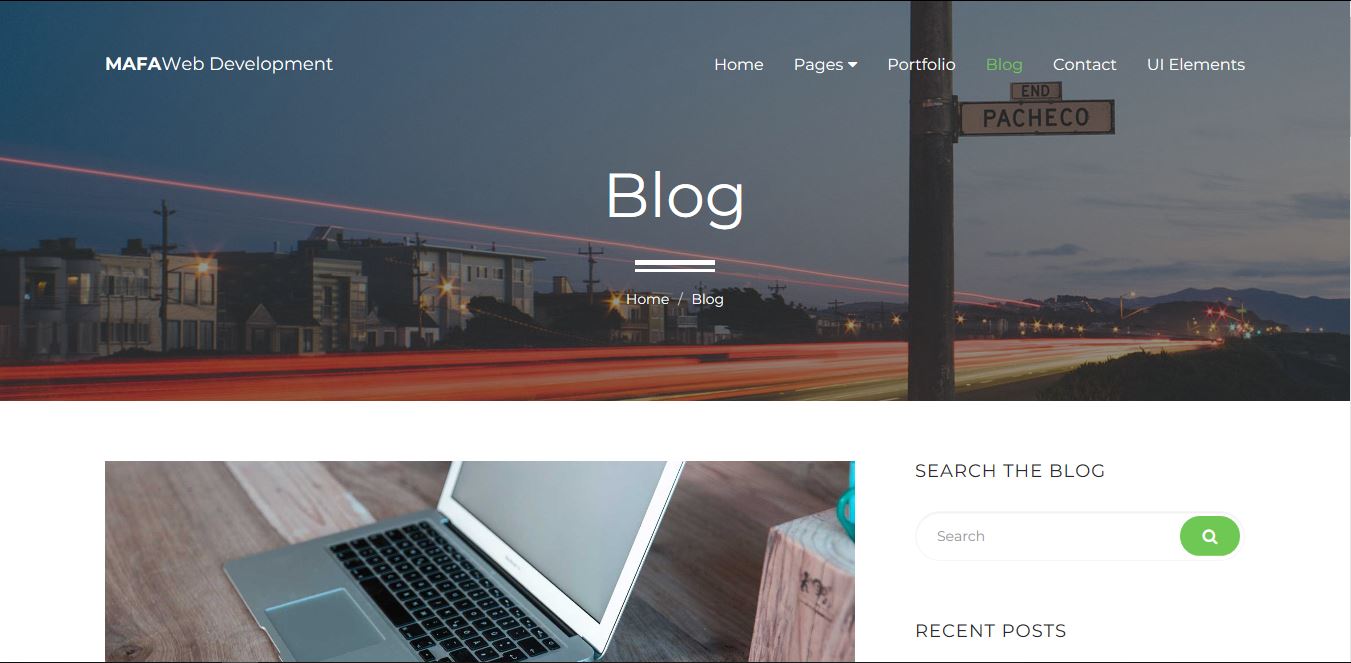 MAFAWeb Development
Home Pages Portfolio Blog Contact UI Elements
END
PACHECO
Blog
Home / Blog
SEARCH THE BLOG
Search
RECENT POSTS